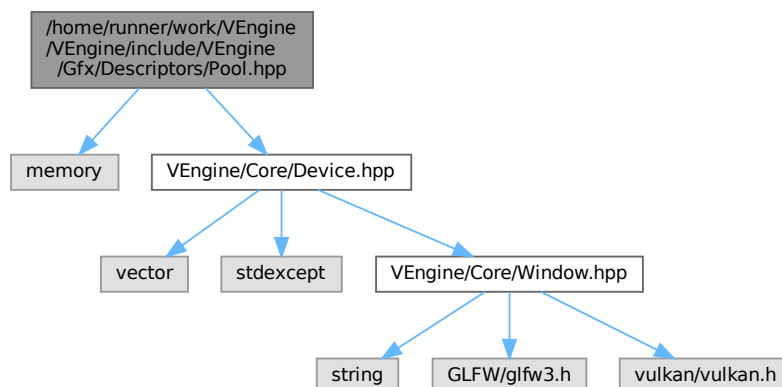 /home/runner/work/VEngine
/VEngine/include/VEngine
/Gfx/Descriptors/Pool.hpp
memory
VEngine/Core/Device.hpp
vector
stdexcept
VEngine/Core/Window.hpp
string
GLFW/glfw3.h
vulkan/vulkan.h